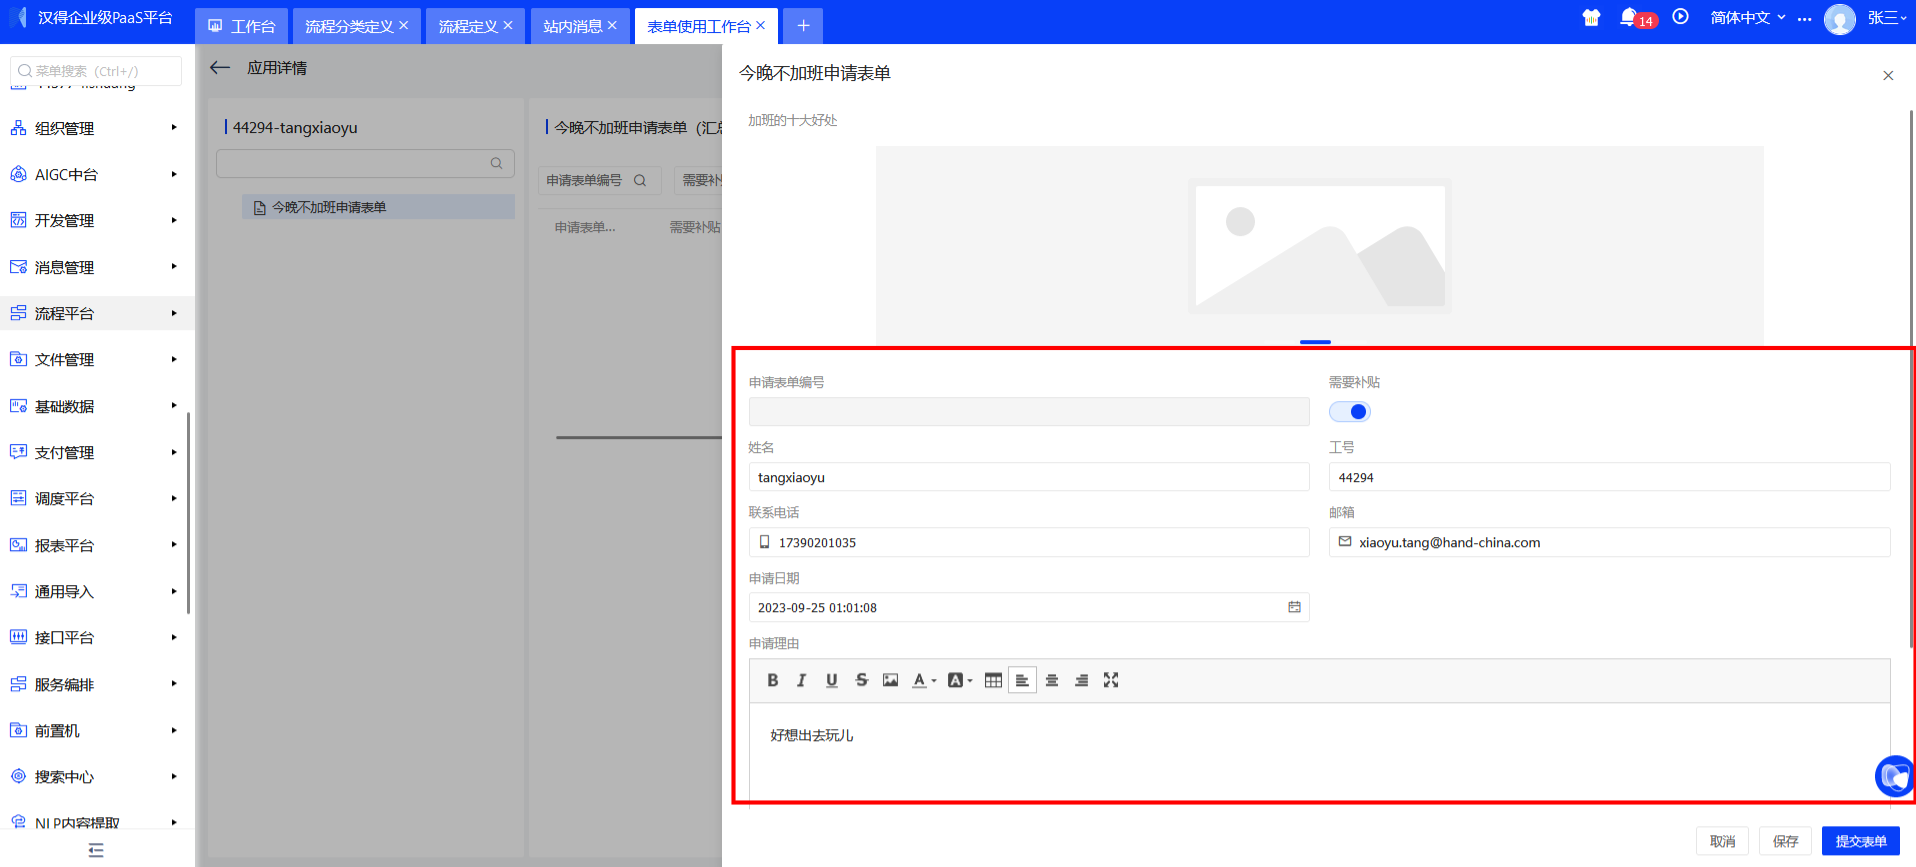 汉得企业级PaaS平台
工作台
流程分类定义
流程定义
站内消息
表单使用工作台
14
简体中文
张三
菜单搜索（Ctrl+/）
组织管理
AIGC中台
开发管理
消息管理
流程平台
文件管理
基础数据
支付管理
调度平台
报表平台
通用导入
接口平台
服务编排
前置机
搜索中心
NLP内容提取
应用详情
44294-tangxiaoyu
今晚不加班申请表单
今晚不加班申请表单（汇总
申请表单编号
需要补贴
申请表单...
需要补贴
今晚不加班申请表单
加班的十大好处
申请表单编号
需要补贴
姓名
工号
tangxiaoyu
44294
联系电话
邮箱
17390201035
xiaoyu.tang@hand-china.com
申请日期
2023-09-25 01:01:08
申请理由
B I U S A A
好想出去玩儿
取消
保存
提交表单